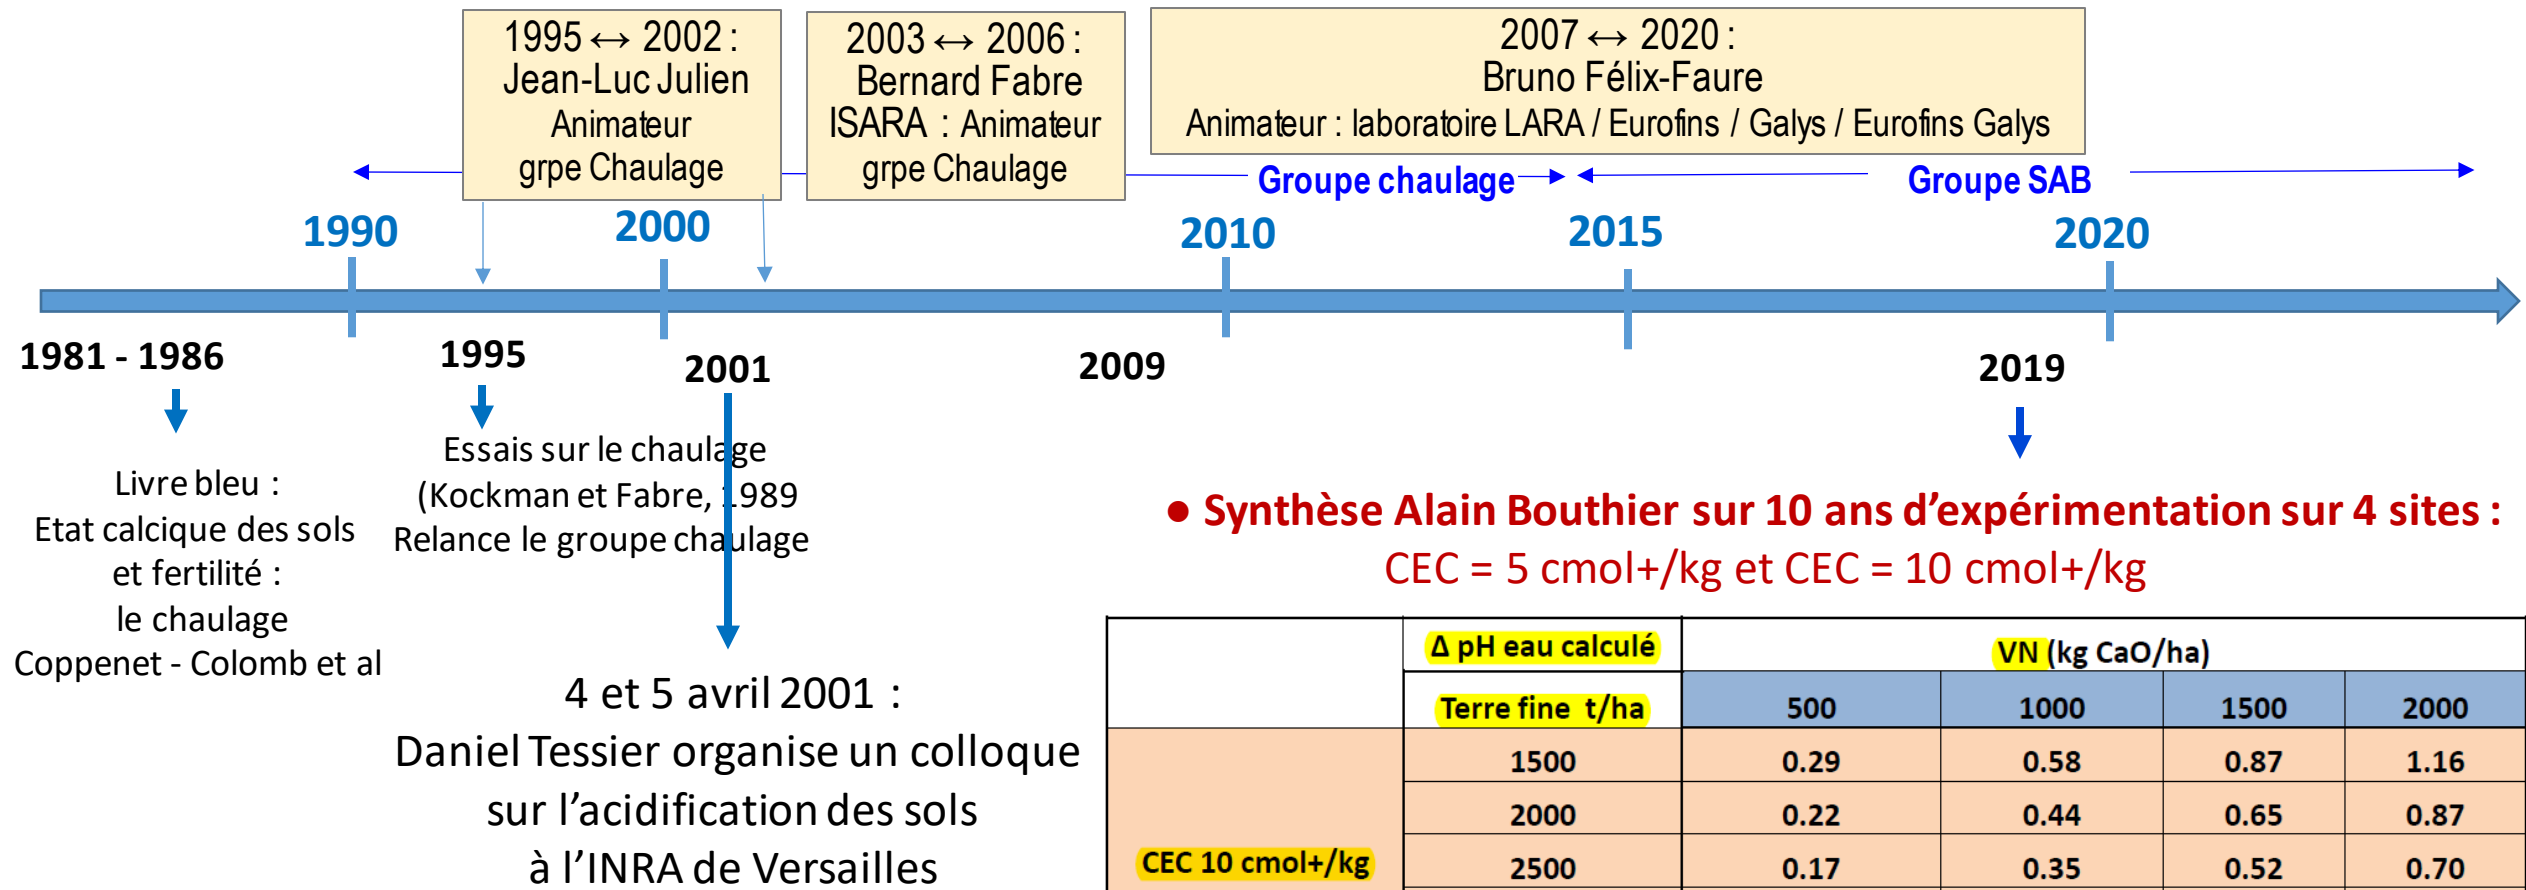 1995 ↔ 2002 :
Jean-Luc Julien
Animateur
grpe Chaulage
2003 ↔ 2006 :
Bernard Fabre
ISARA : Animateur
grpe Chaulage
2007 ↔ 2020 :
Bruno Félix-Faure
Animateur : laboratoire LARA / Eurofins / Galys / Eurofins Galys
Groupe chaulage
Groupe SAB
1990
2000
2010
2015
2020
1981 - 1986
1995
2001
2009
2019
Livre bleu :
Etat calcique des sols
et fertilité :
le chaulage
Coppenet - Colomb et al
Essais sur le chaulage
(Kockman et Fabre, 1989
Relance le groupe chaulage
4 et 5 avril 2001 :
Daniel Tessier organise un colloque
sur l’acidification des sols
à l’INRA de Versailles
● Synthèse Alain Bouthier sur 10 ans d’expérimentation sur 4 sites :
CEC = 5 cmol+/kg et CEC = 10 cmol+/kg
Δ pH eau calculé VN (kg CaO/ha)
Terre fine t/ha 500 1000 1500 2000
1500 0.29 0.58 0.87 1.16
2000 0.22 0.44 0.65 0.87
CEC 10 cmol+/kg 2500 0.17 0.35 0.52 0.70